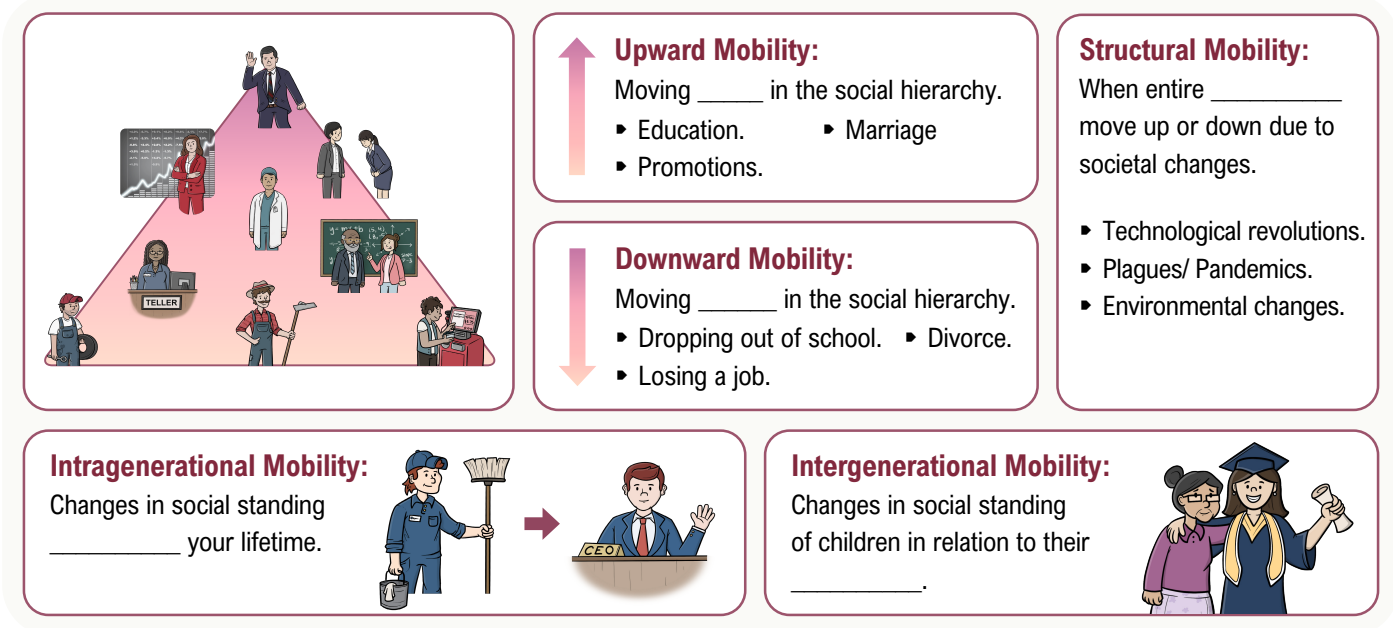 TELLER
Upward Mobility:
Moving _____ in the social hierarchy.
Education. Marriage
Promotions.
Downward Mobility:
Moving ______ in the social hierarchy.
Dropping out of school. Divorce.
Losing a job.
Structural Mobility:
When entire __________
move up or down due to
societal changes.
Technological revolutions.
Plagues/ Pandemics.
Environmental changes.
Intragenerational Mobility:
Changes in social standing
__________ your lifetime.
CEO
Intergenerational Mobility:
Changes in social standing
of children in relation to their
__________.